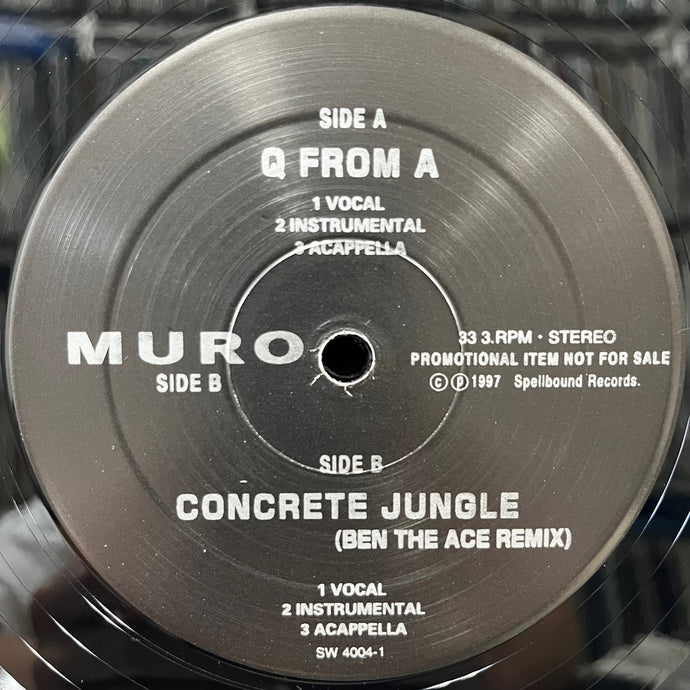 SIDE A
Q FROM A
1 VOCAL
2 INSTRUMENTAL
3 ACAPPELLA
MURO
SIDE B
33 3.RPM · STEREO
PROMOTIONAL ITEM NOT FOR SALE
© ℗ 1997 Spellbound Records.
SIDE B
CONCRETE JUNGLE
(BEN THE ACE REMIX)
1 VOCAL
2 INSTRUMENTAL
3 ACAPPELLA
SW 4004-1